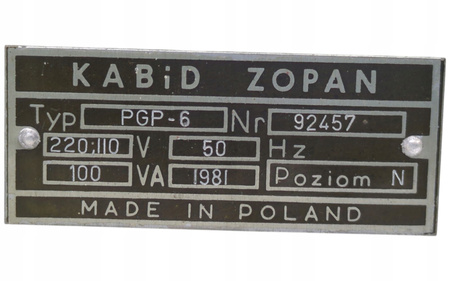 KABiD ZOPAN
Typ PGP-6 Nr 92457
220;110 V 50 Hz
100 VA 1981 Poziom N
MADE IN POLAND